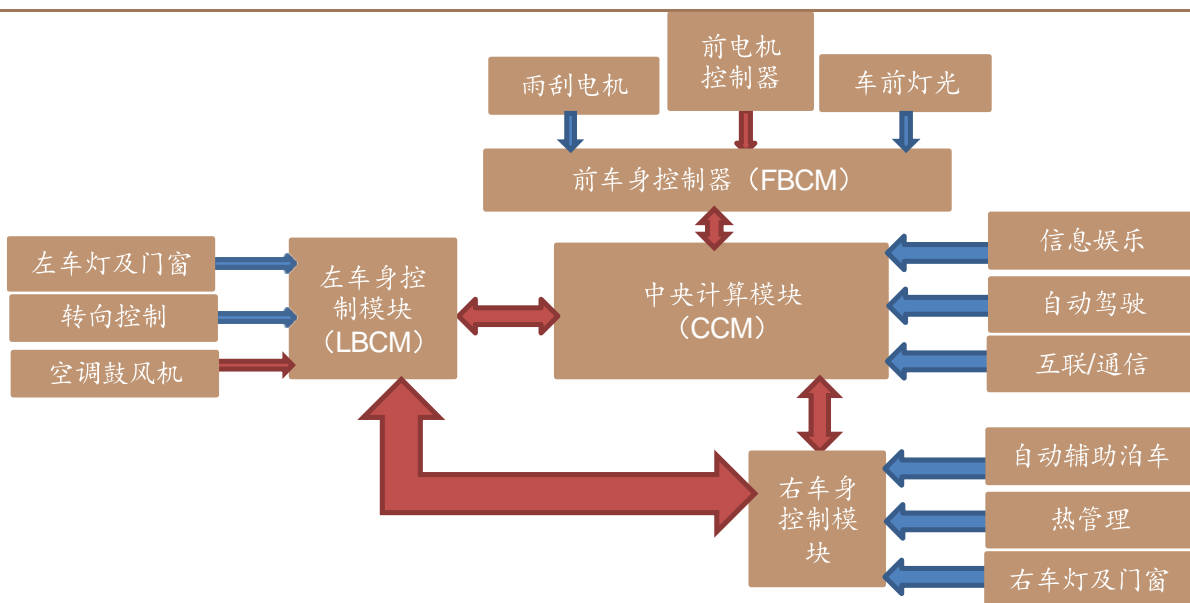 雨刮电机
前电机
控制器
车前灯光
前车身控制器（FBCM）
左车灯及门窗
转向控制
空调鼓风机
左车身控
制模块
（LBCM）
中央计算模块
（CCM）
信息娱乐
自动驾驶
互联/通信
右车身
控制模
块
自动辅助泊车
热管理
右车灯及门窗